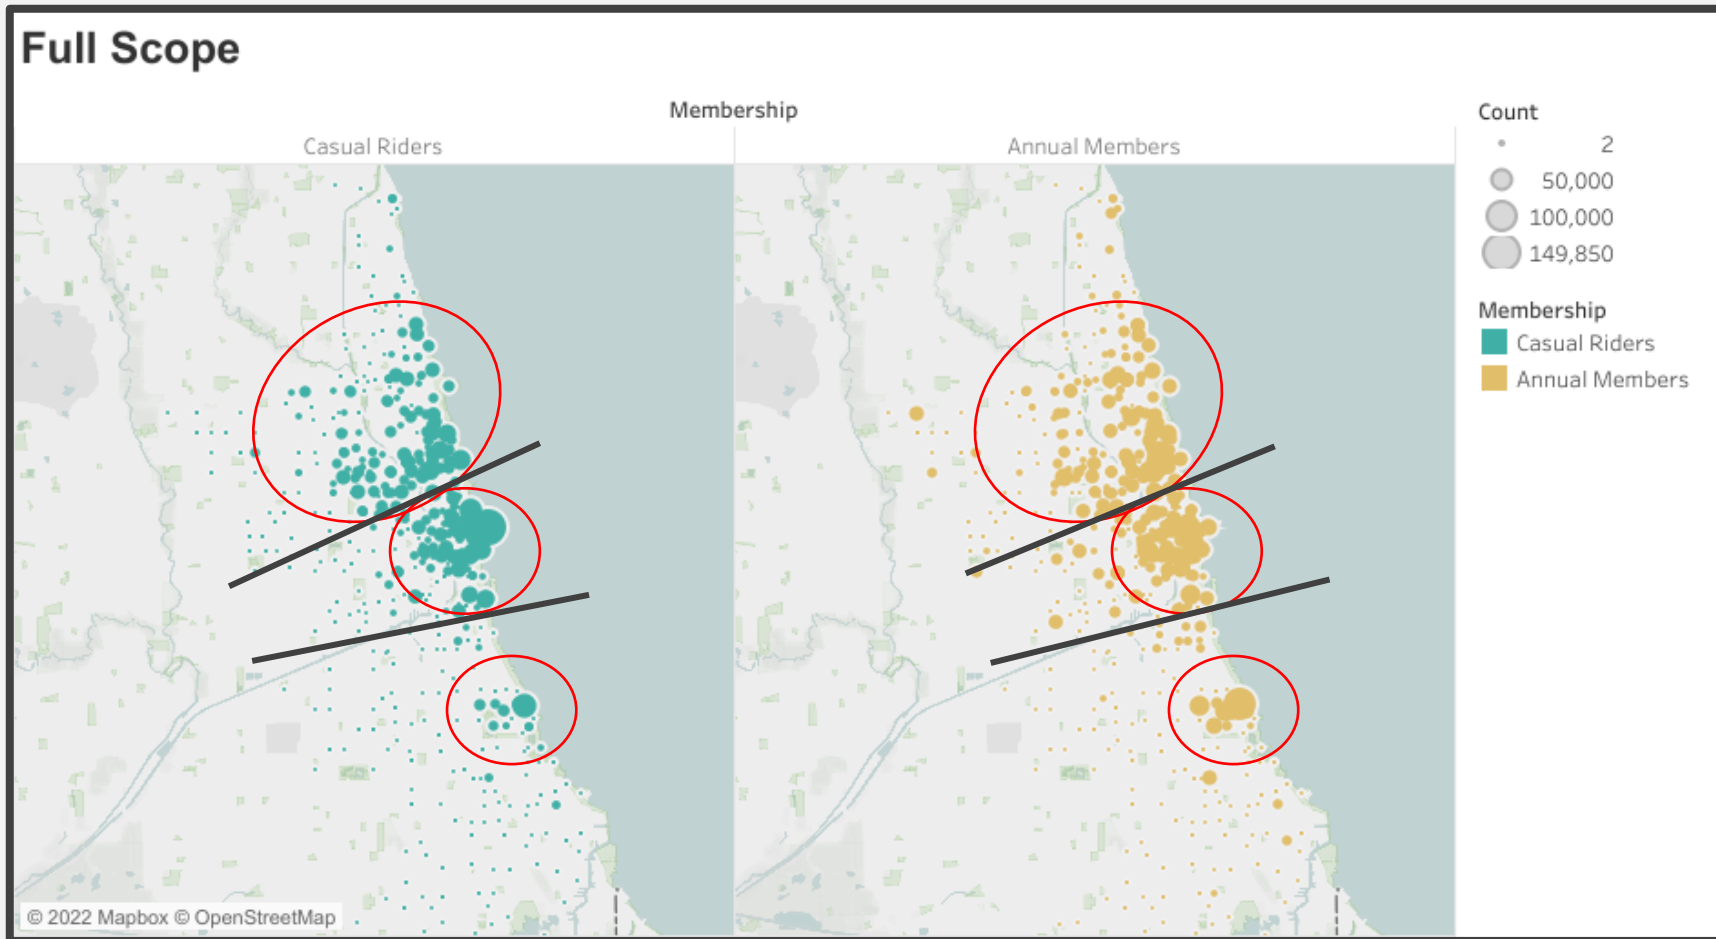 Full Scope
Membership
Casual Riders
Annual Members
Count
2
50,000
100,000
149,850
Membership
Casual Riders
Annual Members
© 2022 Mapbox © OpenStreetMap